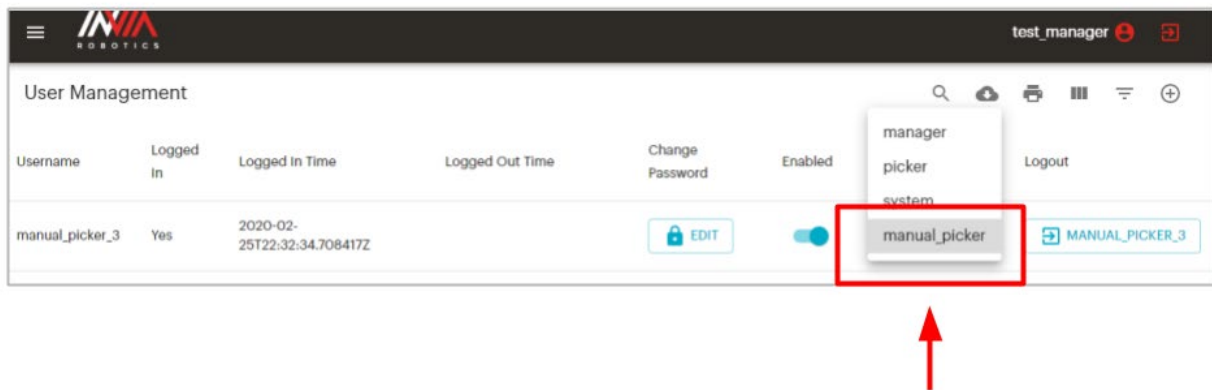 INVIA
ROBOTICS
test_manager
User Management
Username
Logged
In
Logged In Time
Logged Out Time
Change
Password
Enabled
manager
picker
system
manual_picker
Logout
manual_picker_3
Yes
2020-02-
25T22:32:34.708417Z
EDIT
MANUAL_PICKER_3